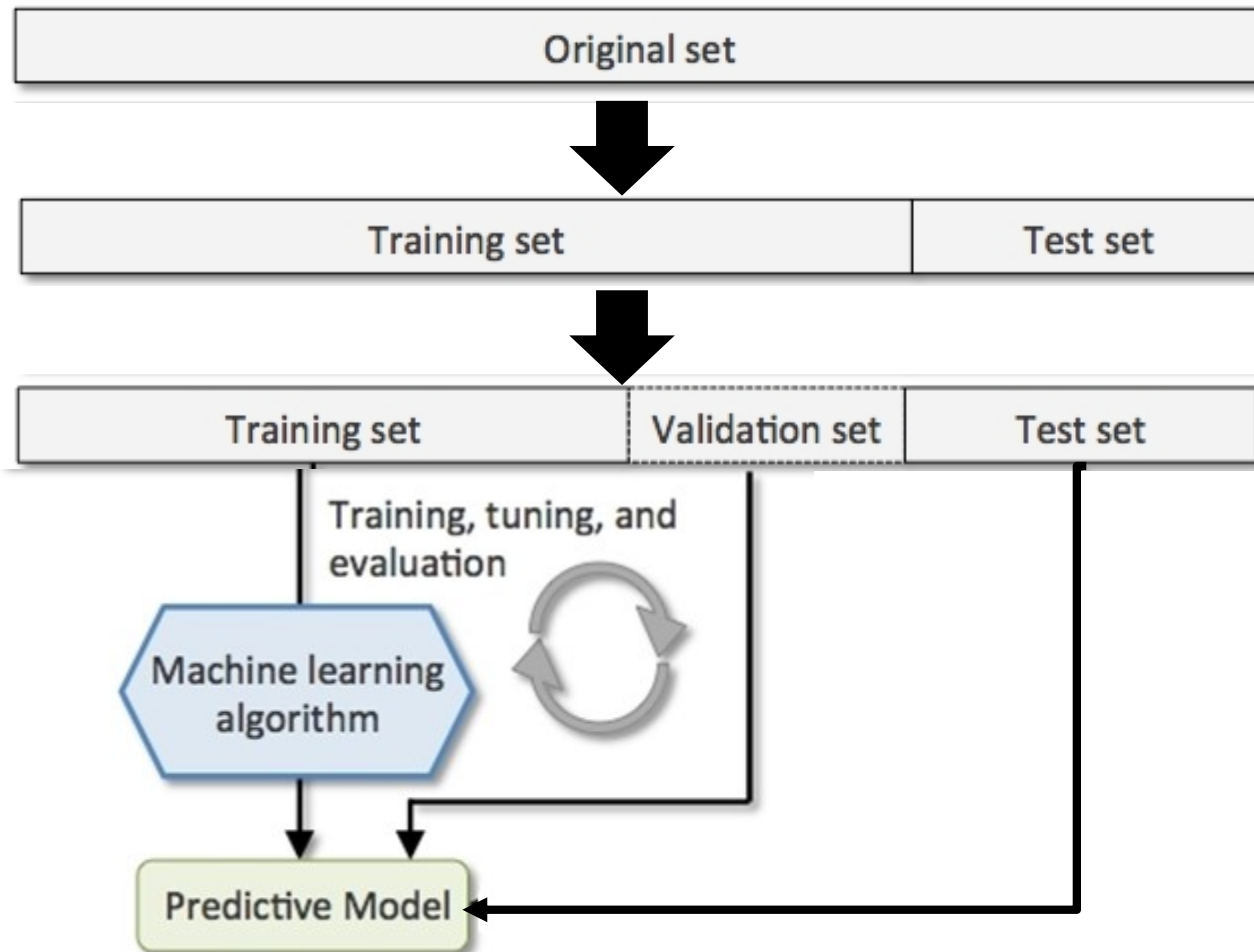 Original set
Training set
Test set
Training set
Validation set
Test set
Training, tuning, and
evaluation
Machine learning
algorithm
Predictive Model